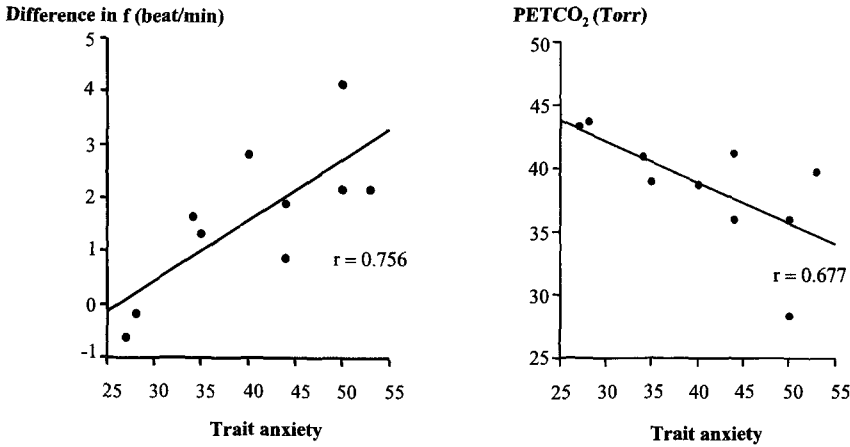 Difference in f (beat/min)
5
4
3
2
1
0
-1
r = 0.756
25 30 35 40 45 50 55
Trait anxiety
PETCO₂ (Torr)
50
45
40
35
30
25
r = 0.677
25 30 35 40 45 50 55
Trait anxiety